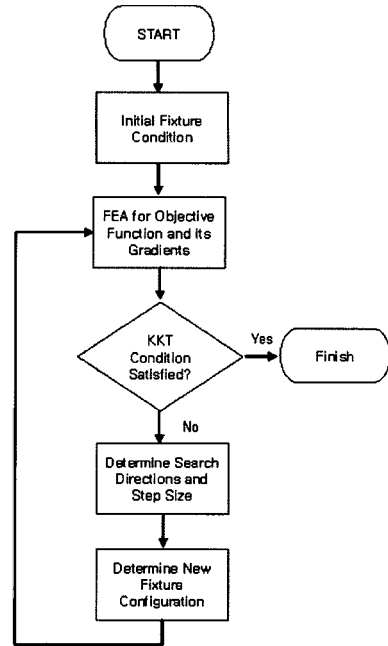 START
Initial Fixture
Condition
FEA for Objective
Function and Its
Gradients
KKT
Condition
Satisfied?
Yes
Finish
No
Determine Search
Directions and
Step Size
Determine New
Fixture
Configuration